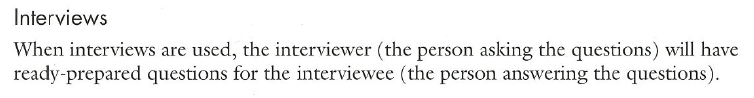 Interviews
When interviews are used, the interviewer (the person asking the questions) will have
ready-prepared questions for the interviewee (the person answering the questions).